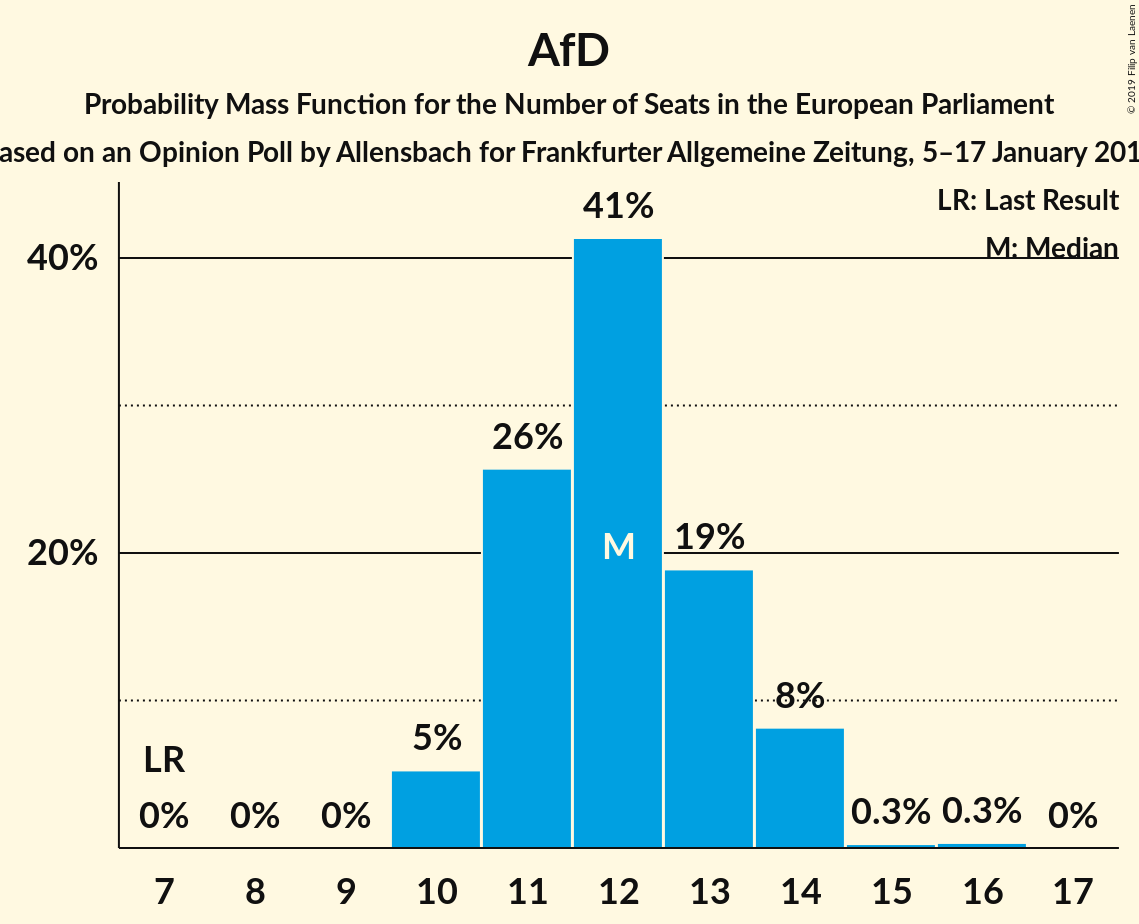 AfD
Probability Mass Function for the Number of Seats in the European Parliament
ased on an Opinion Poll by Allensbach for Frankfurter Allgemeine Zeitung, 5–17 January 201
© 2019 Filip van Laenen
LR: Last Result
M: Median
40%
20%
41%
26%
M
19%
8%
5%
LR
0% 0% 0% 0.3% 0.3% 0%
7 8 9 10 11 12 13 14 15 16 17